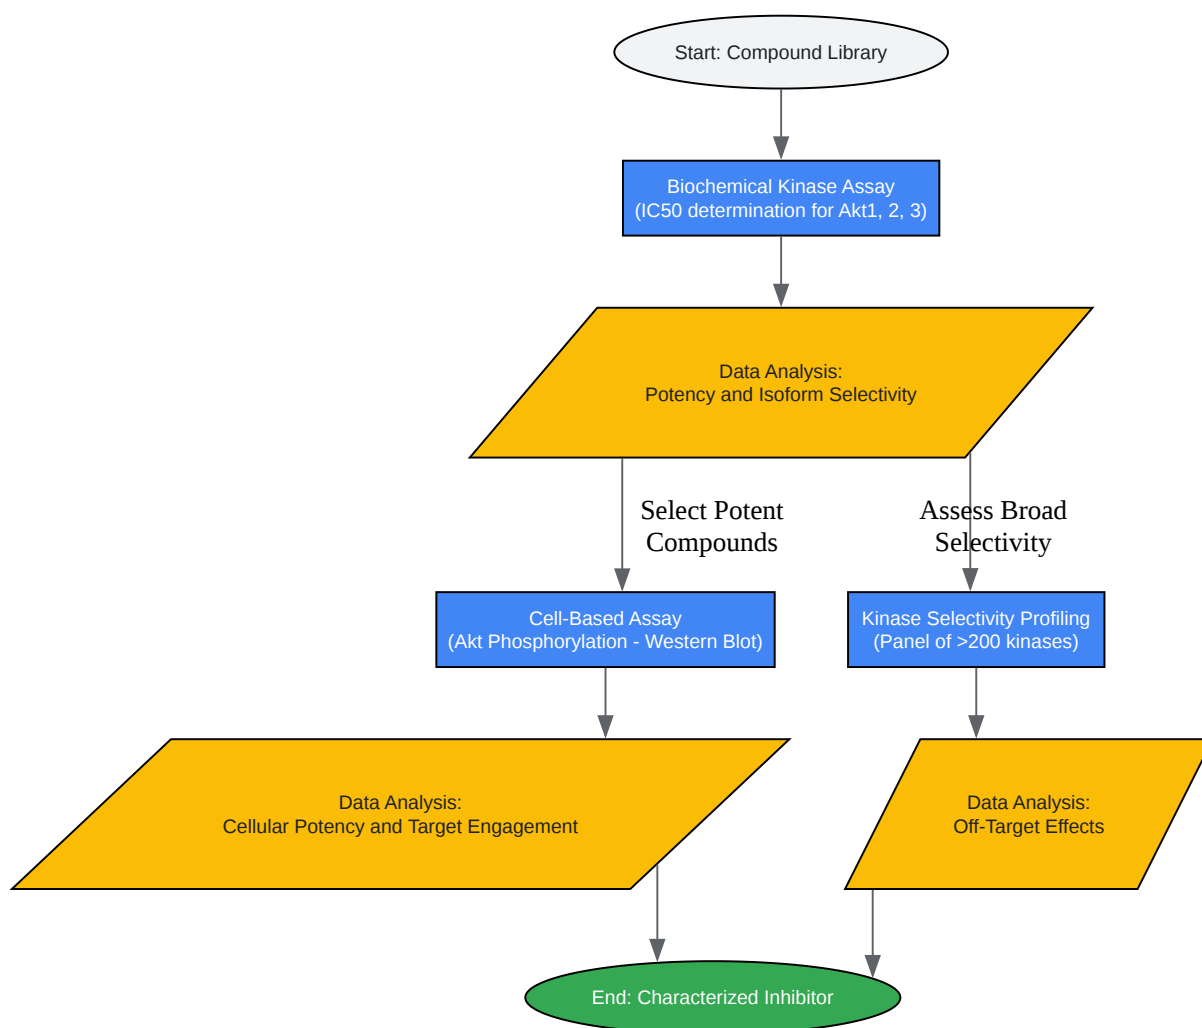 Start: Compound Library
Biochemical Kinase Assay
(IC50 determination for Akt1, 2, 3)
Data Analysis:
Potency and Isoform Selectivity
Select Potent
Compounds
Assess Broad
Selectivity
Cell-Based Assay
(Akt Phosphorylation - Western Blot)
Kinase Selectivity Profiling
(Panel of >200 kinases)
Data Analysis:
Cellular Potency and Target Engagement
Data Analysis:
Off-Target Effects
End: Characterized Inhibitor